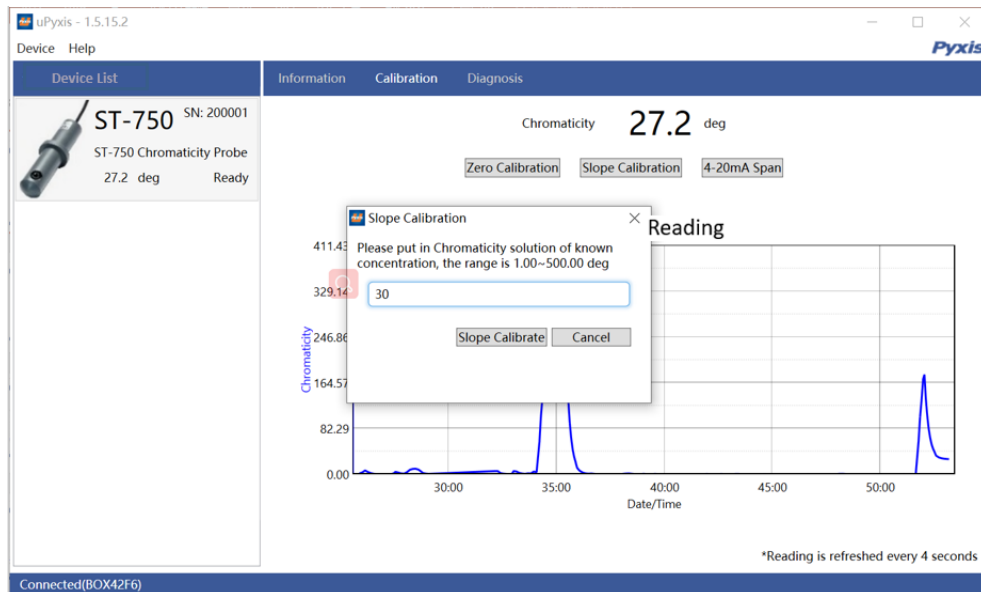 uPyxis - 1.5.15.2
Device Help
Pyxis
Device List
Information Calibration Diagnosis
ST-750 SN: 200001
ST-750 Chromaticity Probe
27.2 deg Ready
Chromaticity 27.2 deg
Zero Calibration Slope Calibration 4-20mA Span
Slope Calibration
Reading
Please put in Chromaticity solution of known
concentration, the range is 1.00~500.00 deg
30
Slope Calibrate Cancel
Chromaticity
411.43
329.14
246.86
164.57
82.29
0.00
30:00 35:00 40:00 45:00 50:00
Date/Time
*Reading is refreshed every 4 seconds
Connected(BOX42F6)